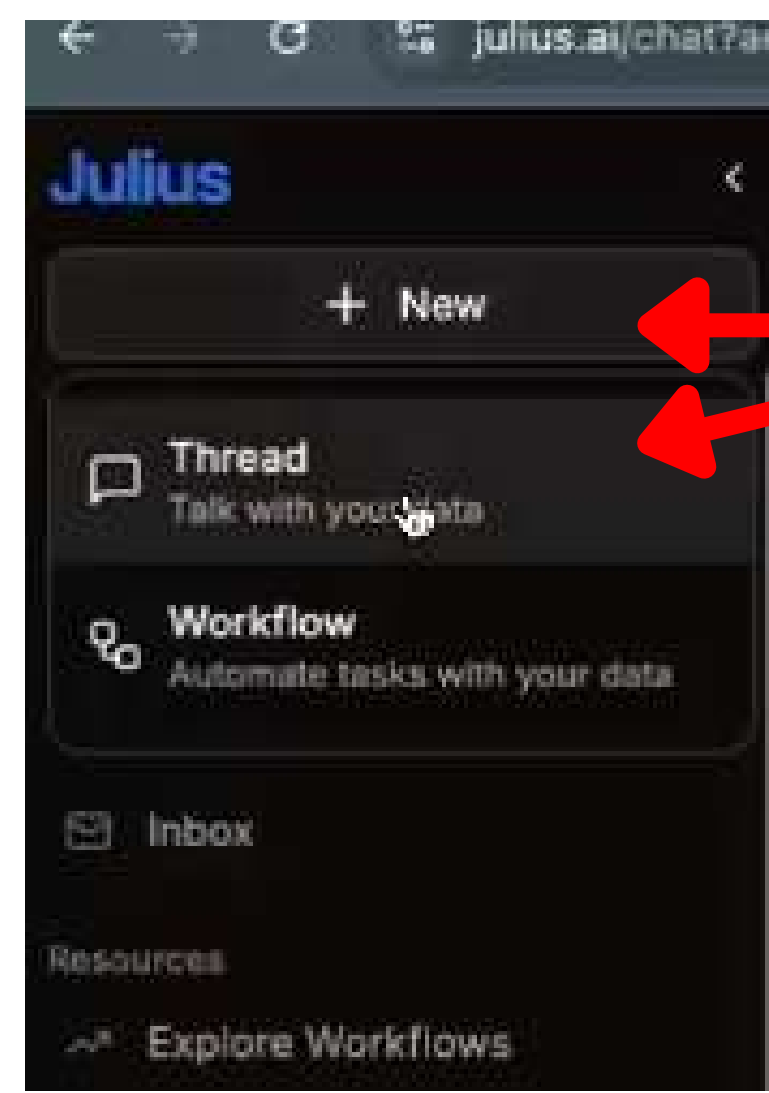 julius.ai/chat?a
Julius
New
Thread
Talk with your data
Workflow
Automate tasks with your data
Inbox
Resources
Explore Workflows